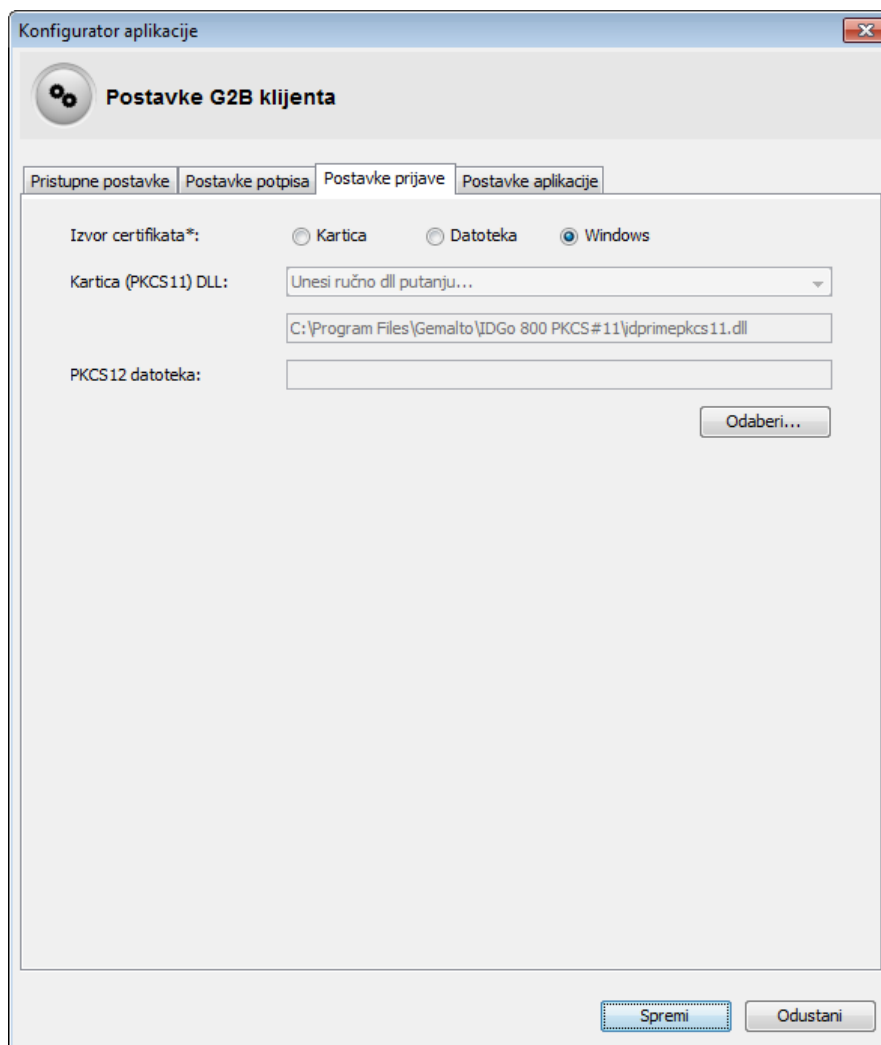 Konfigurator aplikacije
Postavke G2B klijenta
Pristupne postavke Postavke potpisa Postavke prijave Postavke aplikacije
Izvor certifikata*: Kartica Datoteka Windows
Kartica (PKCS11) DLL: Unesi ručno dll putanju...
C:\Program Files\Gemalto\IDGo 800 PKCS#11\idprimepkcs11.dll
PKCS12 datoteka:
Odaberi...
Spremi Odustani